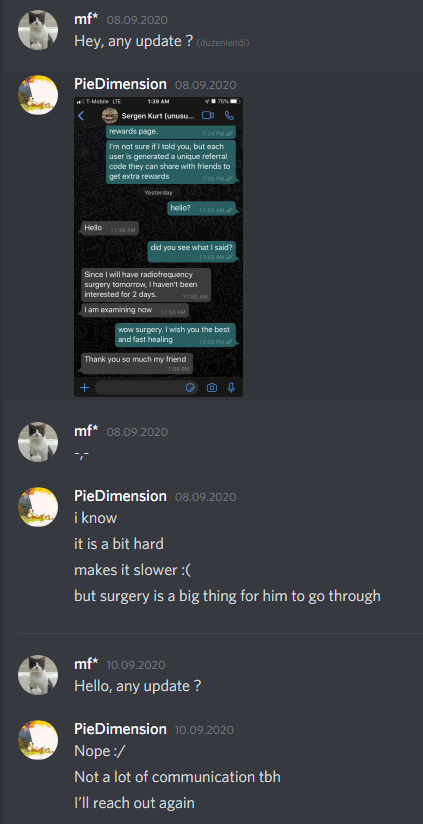 mf* 08.09.2020
Hey, any update ? (düzenlendi)
PieDimension 08.09.2020
T-Mobile LTE 1:39 AM 75%
Sergen Kurt (unusu...
rewards page.
7:34 PM
I'm not sure if I told you, but each
user is generated a unique referral
code they can share with friends to
get extra rewards
Yesterday
hello? 11:33 AM
Hello 11:39 AM
did you see what I said?
11:40 AM
Since I will have radiofrequency
surgery tomorrow, I haven't been
interested for 2 days. 11:50 AM
I am examining now 11:50 AM
wow surgery. I wish you the best
and fast healing 12:03 PM
Thank you so much my friend
1:04 PM
mf* 08.09.2020
-,-
PieDimension 08.09.2020
i know
it is a bit hard
makes it slower :(
but surgery is a big thing for him to go through
mf* 10.09.2020
Hello, any update ?
PieDimension 10.09.2020
Nope :/
Not a lot of communication tbh
I'll reach out again